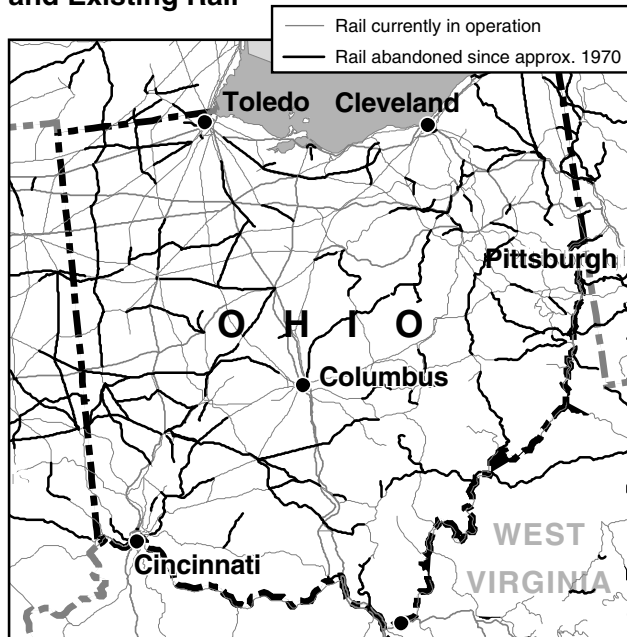 and Existing Rail
Rail currently in operation
Rail abandoned since approx. 1970
Toledo
Cleveland
Pittsburgh
OHIO
Columbus
WEST
VIRGINIA
Cincinnati